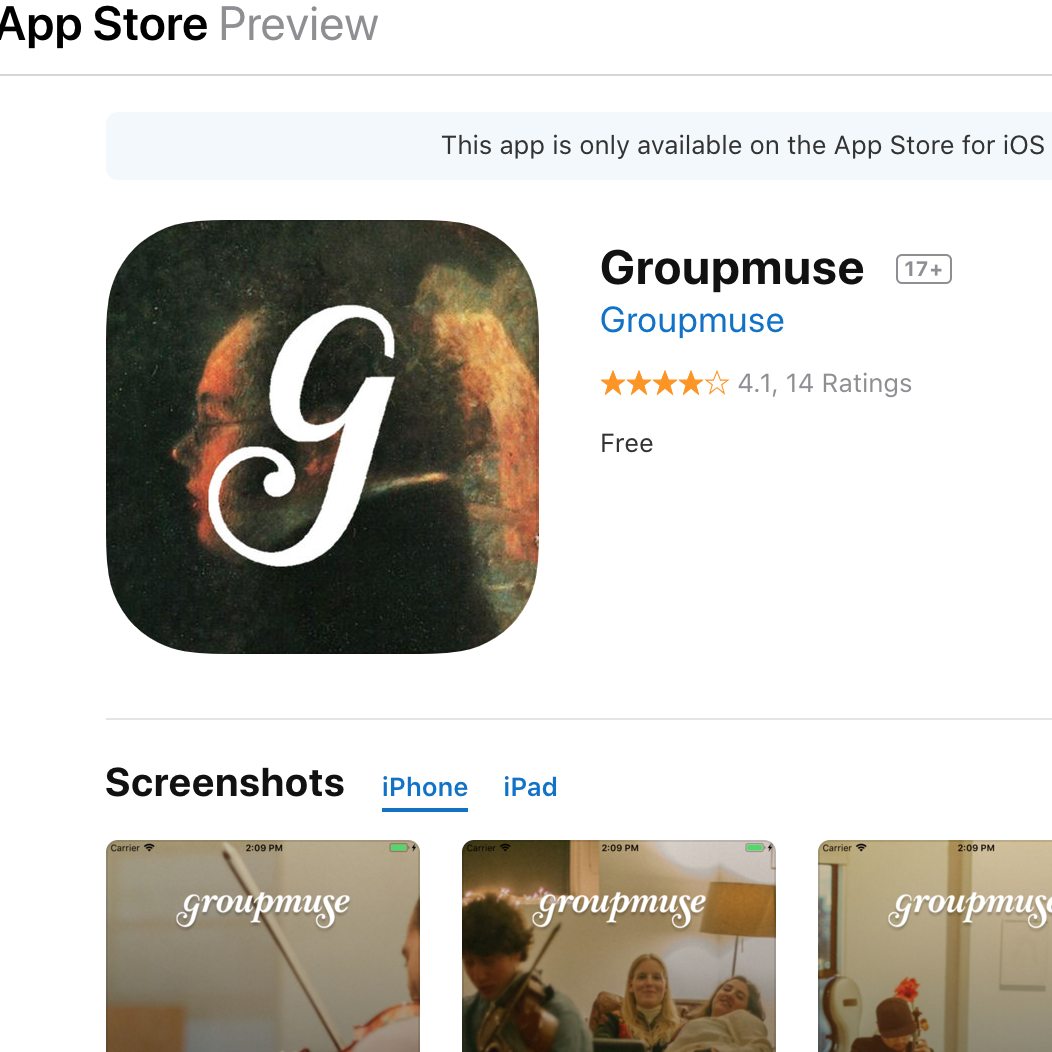 App Store Preview
This app is only available on the App Store for iOS
g
Groupmuse 17+
Groupmuse
4.1, 14 Ratings
Free
Screenshots iPhone iPad
Carrier 2:09 PM
groupmuse
Carrier 2:09 PM
groupmuse
Carrier 2:09 PM
groupmuse